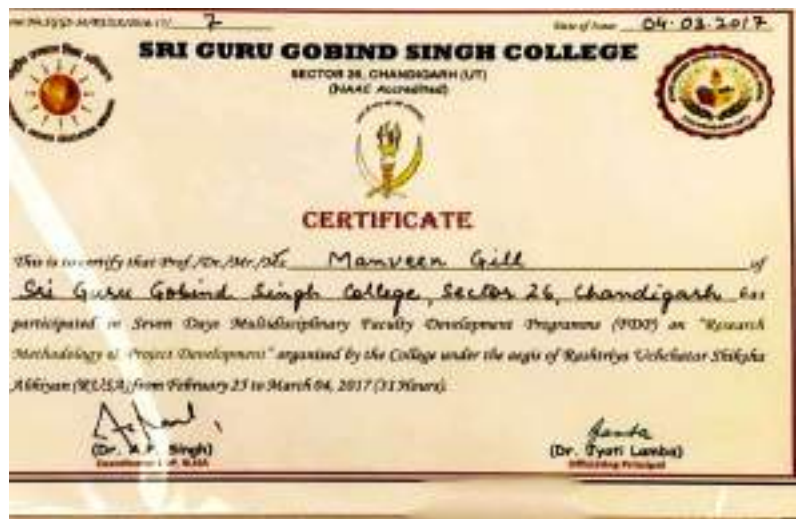 7 Date of Issue 04-03-2017
SRI GURU GOBIND SINGH COLLEGE
SECTOR 26, CHANDIGARH (UT)
(NAAC Accredited)
CERTIFICATE
This is to certify that Prof./Dr./Mr./Ms. Manveen Gill of
Sri Guru Gobind Singh College, Sector 26, Chandigarh has
participated in Seven Days Multidisciplinary Faculty Development Programme (FDP) on "Research
Methodology & Project Development" organised by the College under the aegis of Rashtriya Uchchatar Shiksha
Abhiyan (RUSA) from February 25 to March 04, 2017 (31 Hours).
(Dr. A.P. Singh) (Dr. Jyoti Lamba)
RUSA Officiating Principal